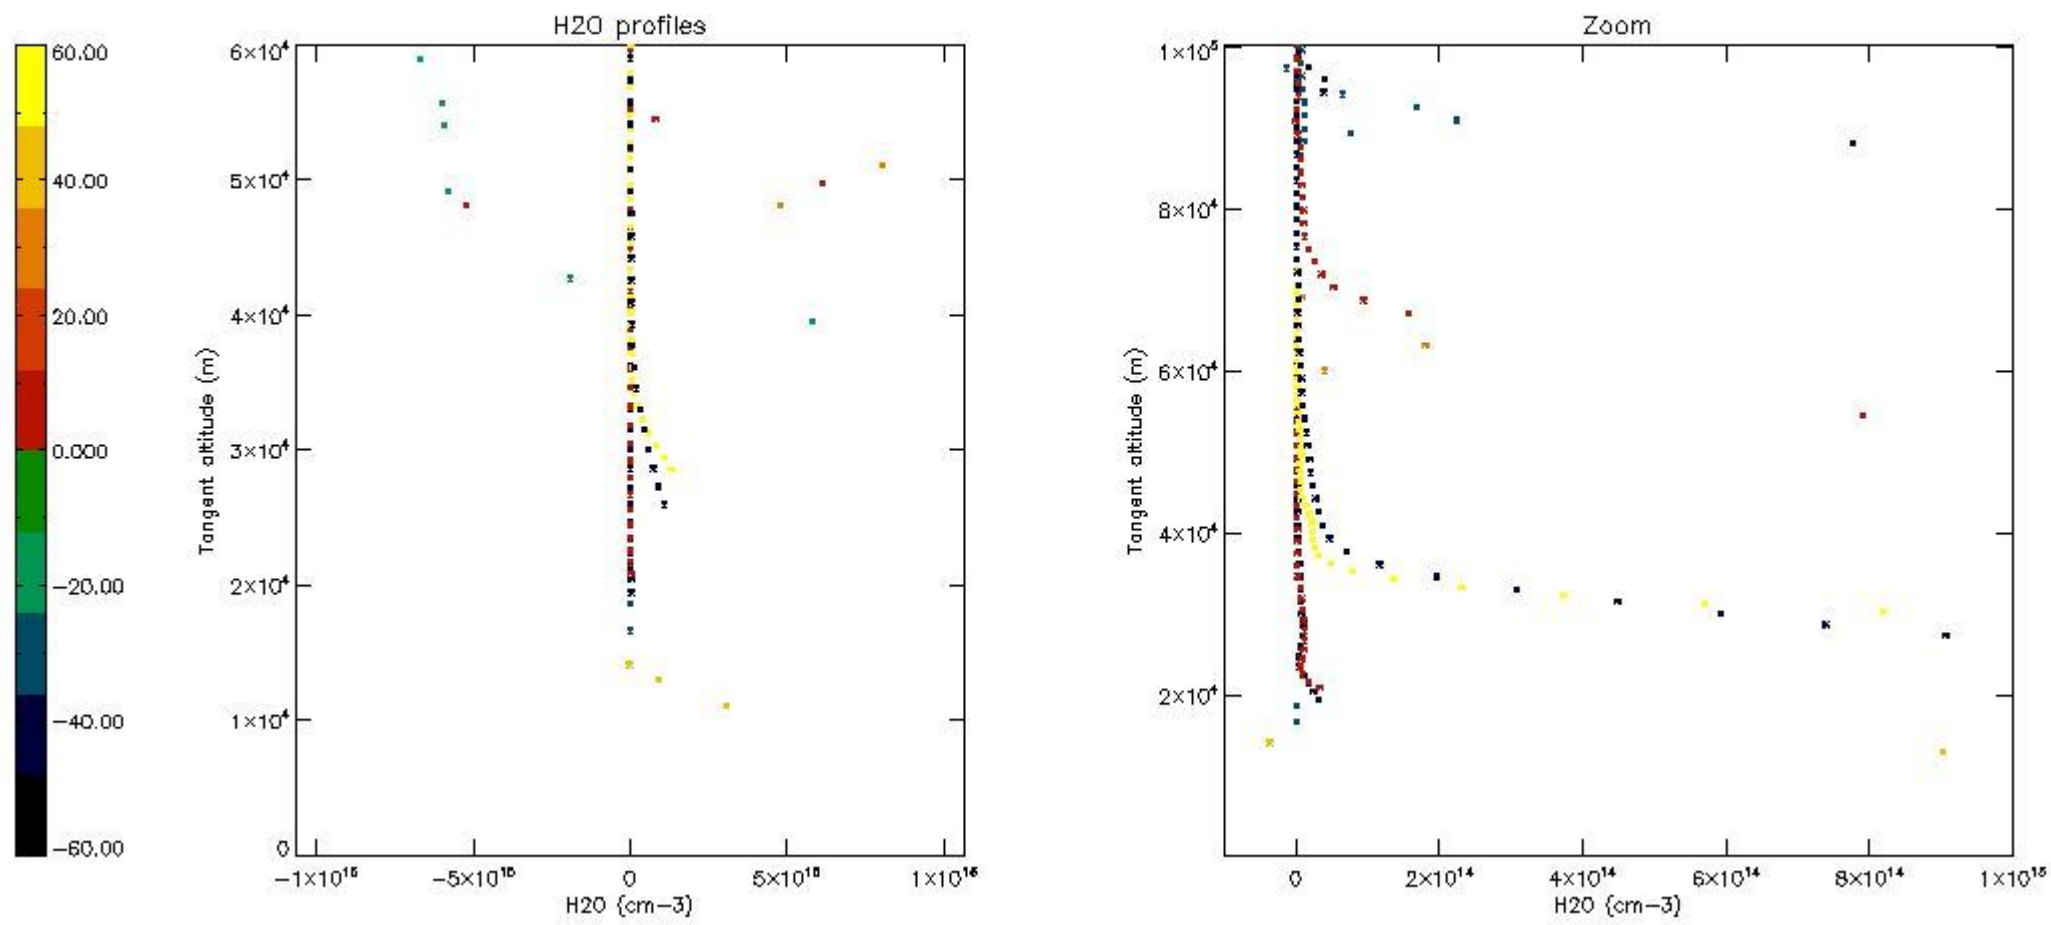 H2O profiles
60.00
40.00
20.00
0.000
−20.00
−40.00
−60.00
6×10⁴
5×10⁴
4×10⁴
3×10⁴
2×10⁴
1×10⁴
0
Tangent altitude (m)
−1×10¹⁶ −5×10¹⁵ 0 5×10¹⁵ 1×10¹⁶
H2O (cm−3)
Zoom
1×10⁵
8×10⁴
6×10⁴
4×10⁴
2×10⁴
Tangent altitude (m)
0 2×10¹⁴ 4×10¹⁴ 6×10¹⁴ 8×10¹⁴ 1×10¹⁵
H2O (cm−3)